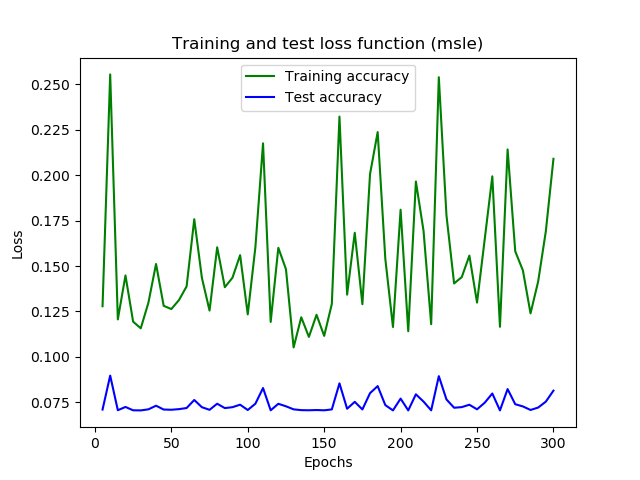 Training and test loss function (msle)
Training accuracy
Test accuracy
0.250
0.225
0.200
0.175
0.150
0.125
0.100
0.075
Loss
0 50 100 150 200 250 300
Epochs